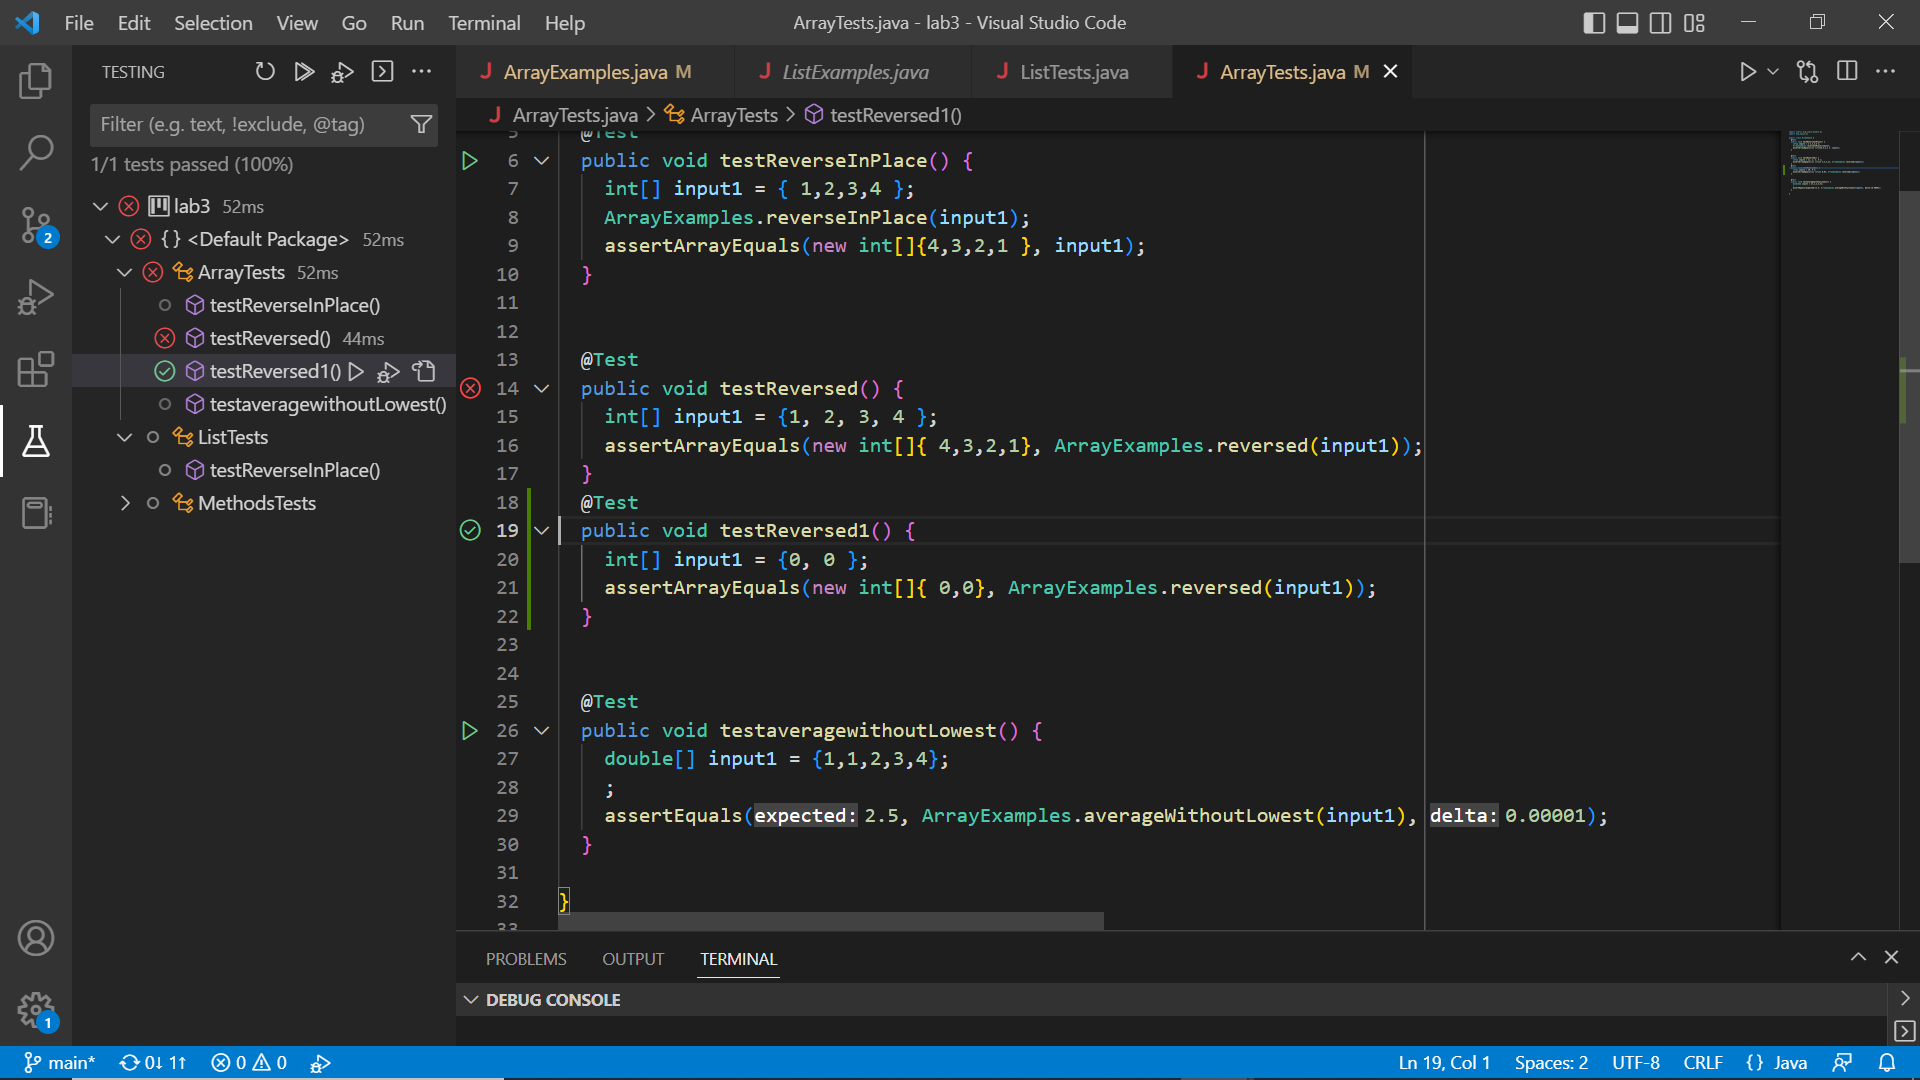 File Edit Selection View Go Run Terminal Help
ArrayTests.java - lab3 - Visual Studio Code
TESTING
Filter (e.g. text, !exclude, @tag)
1/1 tests passed (100%)
lab3 52ms
{} <Default Package> 52ms
ArrayTests 52ms
testReverseInPlace()
testReversed() 44ms
testReversed1()
testaveragewithoutLowest()
ListTests
testReverseInPlace()
MethodsTests
2
1
J ArrayExamples.java M
J ListExamples.java
J ListTests.java
J ArrayTests.java M
J ArrayTests.java > ArrayTests > testReversed1()
5 @Test
6 public void testReverseInPlace() {
7 int[] input1 = { 1,2,3,4 };
8 ArrayExamples.reverseInPlace(input1);
9 assertArrayEquals(new int[]{4,3,2,1 }, input1);
10 }
11
12
13 @Test
14 public void testReversed() {
15 int[] input1 = {1, 2, 3, 4 };
16 assertArrayEquals(new int[]{ 4,3,2,1}, ArrayExamples.reversed(input1));
17 }
18 @Test
19 public void testReversed1() {
20 int[] input1 = {0, 0 };
21 assertArrayEquals(new int[]{ 0,0}, ArrayExamples.reversed(input1));
22 }
23
24
25 @Test
26 public void testaveragewithoutLowest() {
27 double[] input1 = {1,1,2,3,4};
28 ;
29 assertEquals(expected: 2.5, ArrayExamples.averageWithoutLowest(input1), delta: 0.00001);
30 }
31
32 }
33
PROBLEMS OUTPUT TERMINAL
DEBUG CONSOLE
main* 0↓ 1↑ 0 0
Ln 19, Col 1 Spaces: 2 UTF-8 CRLF {} Java